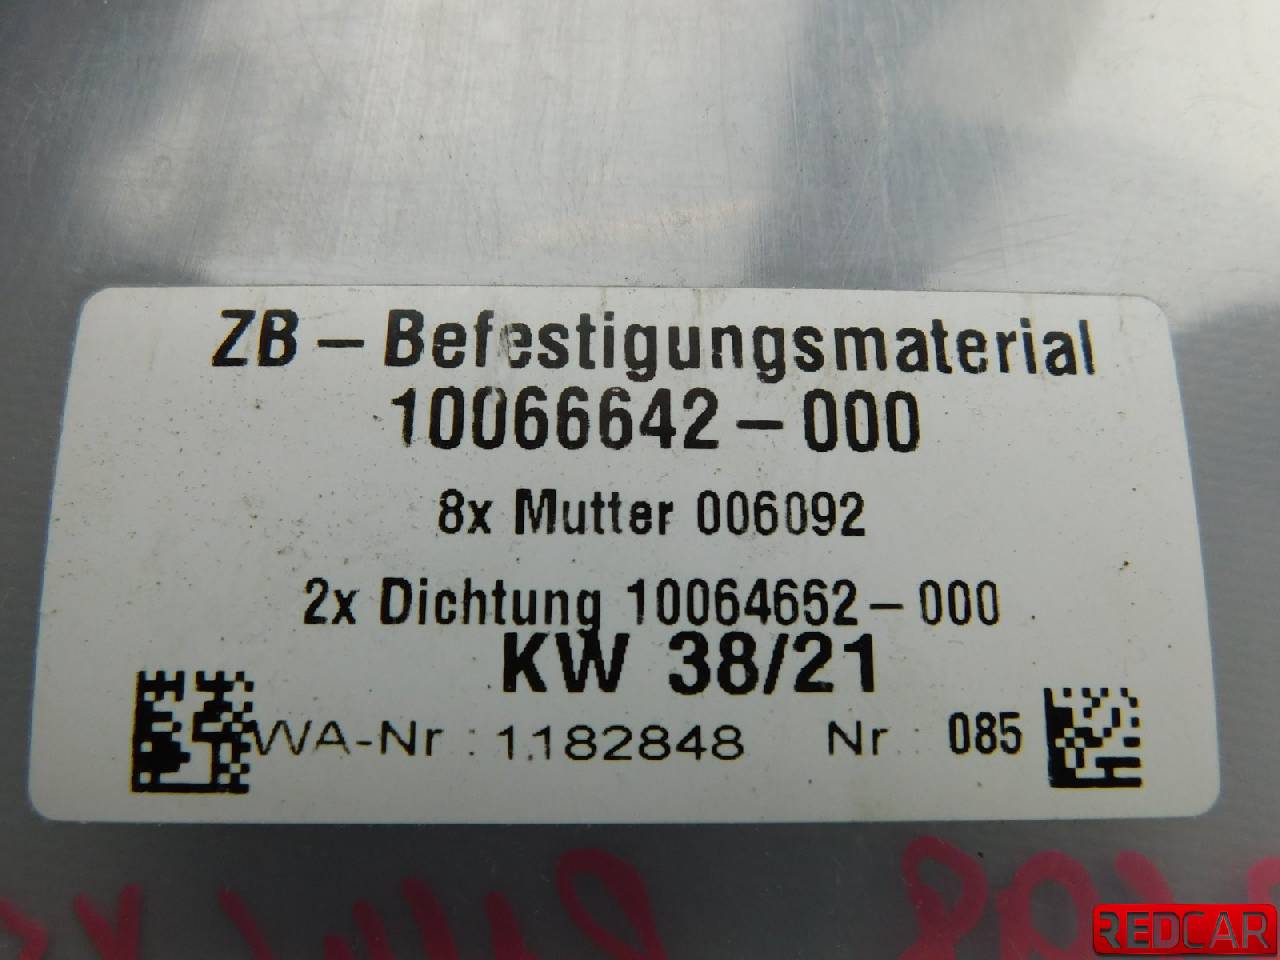 ZB – Befestigungsmaterial
10066642 – 000
8x Mutter 006092
2x Dichtung 10064652 – 000
KW 38/21
WA-Nr : 1182848 Nr : 085
REDCAR